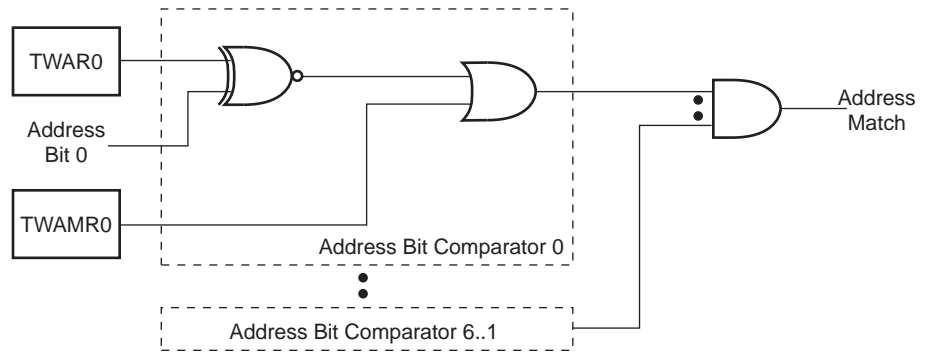 TWAR0
Address
Bit 0
Address
Match
TWAMR0
Address Bit Comparator 0
Address Bit Comparator 6..1